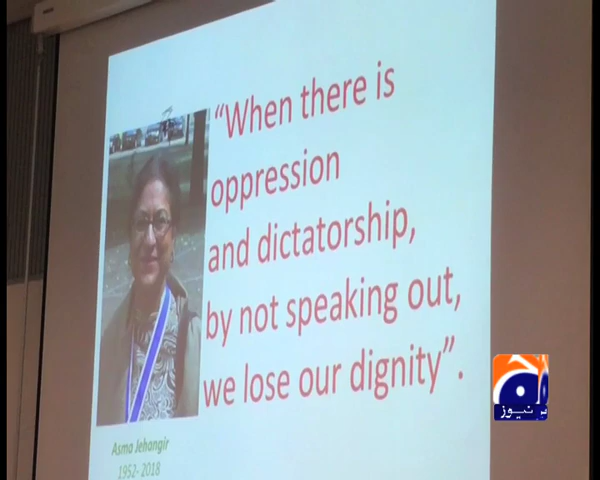 “When there is
oppression
and dictatorship,
by not speaking out,
we lose our dignity”.
Asma Jehangir
1952- 2018
جیو نیوز